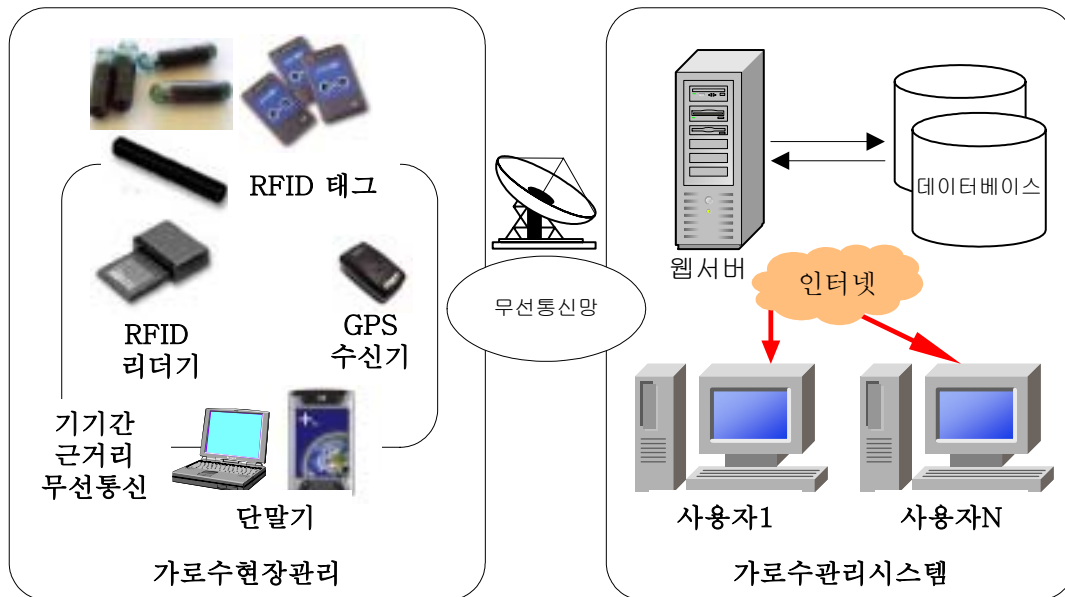 RFID 태그
RFID
리더기
GPS
수신기
기기간
근거리
무선통신
단말기
가로수현장관리
무선통신망
웹서버
데이터베이스
인터넷
사용자1
사용자N
가로수관리시스템